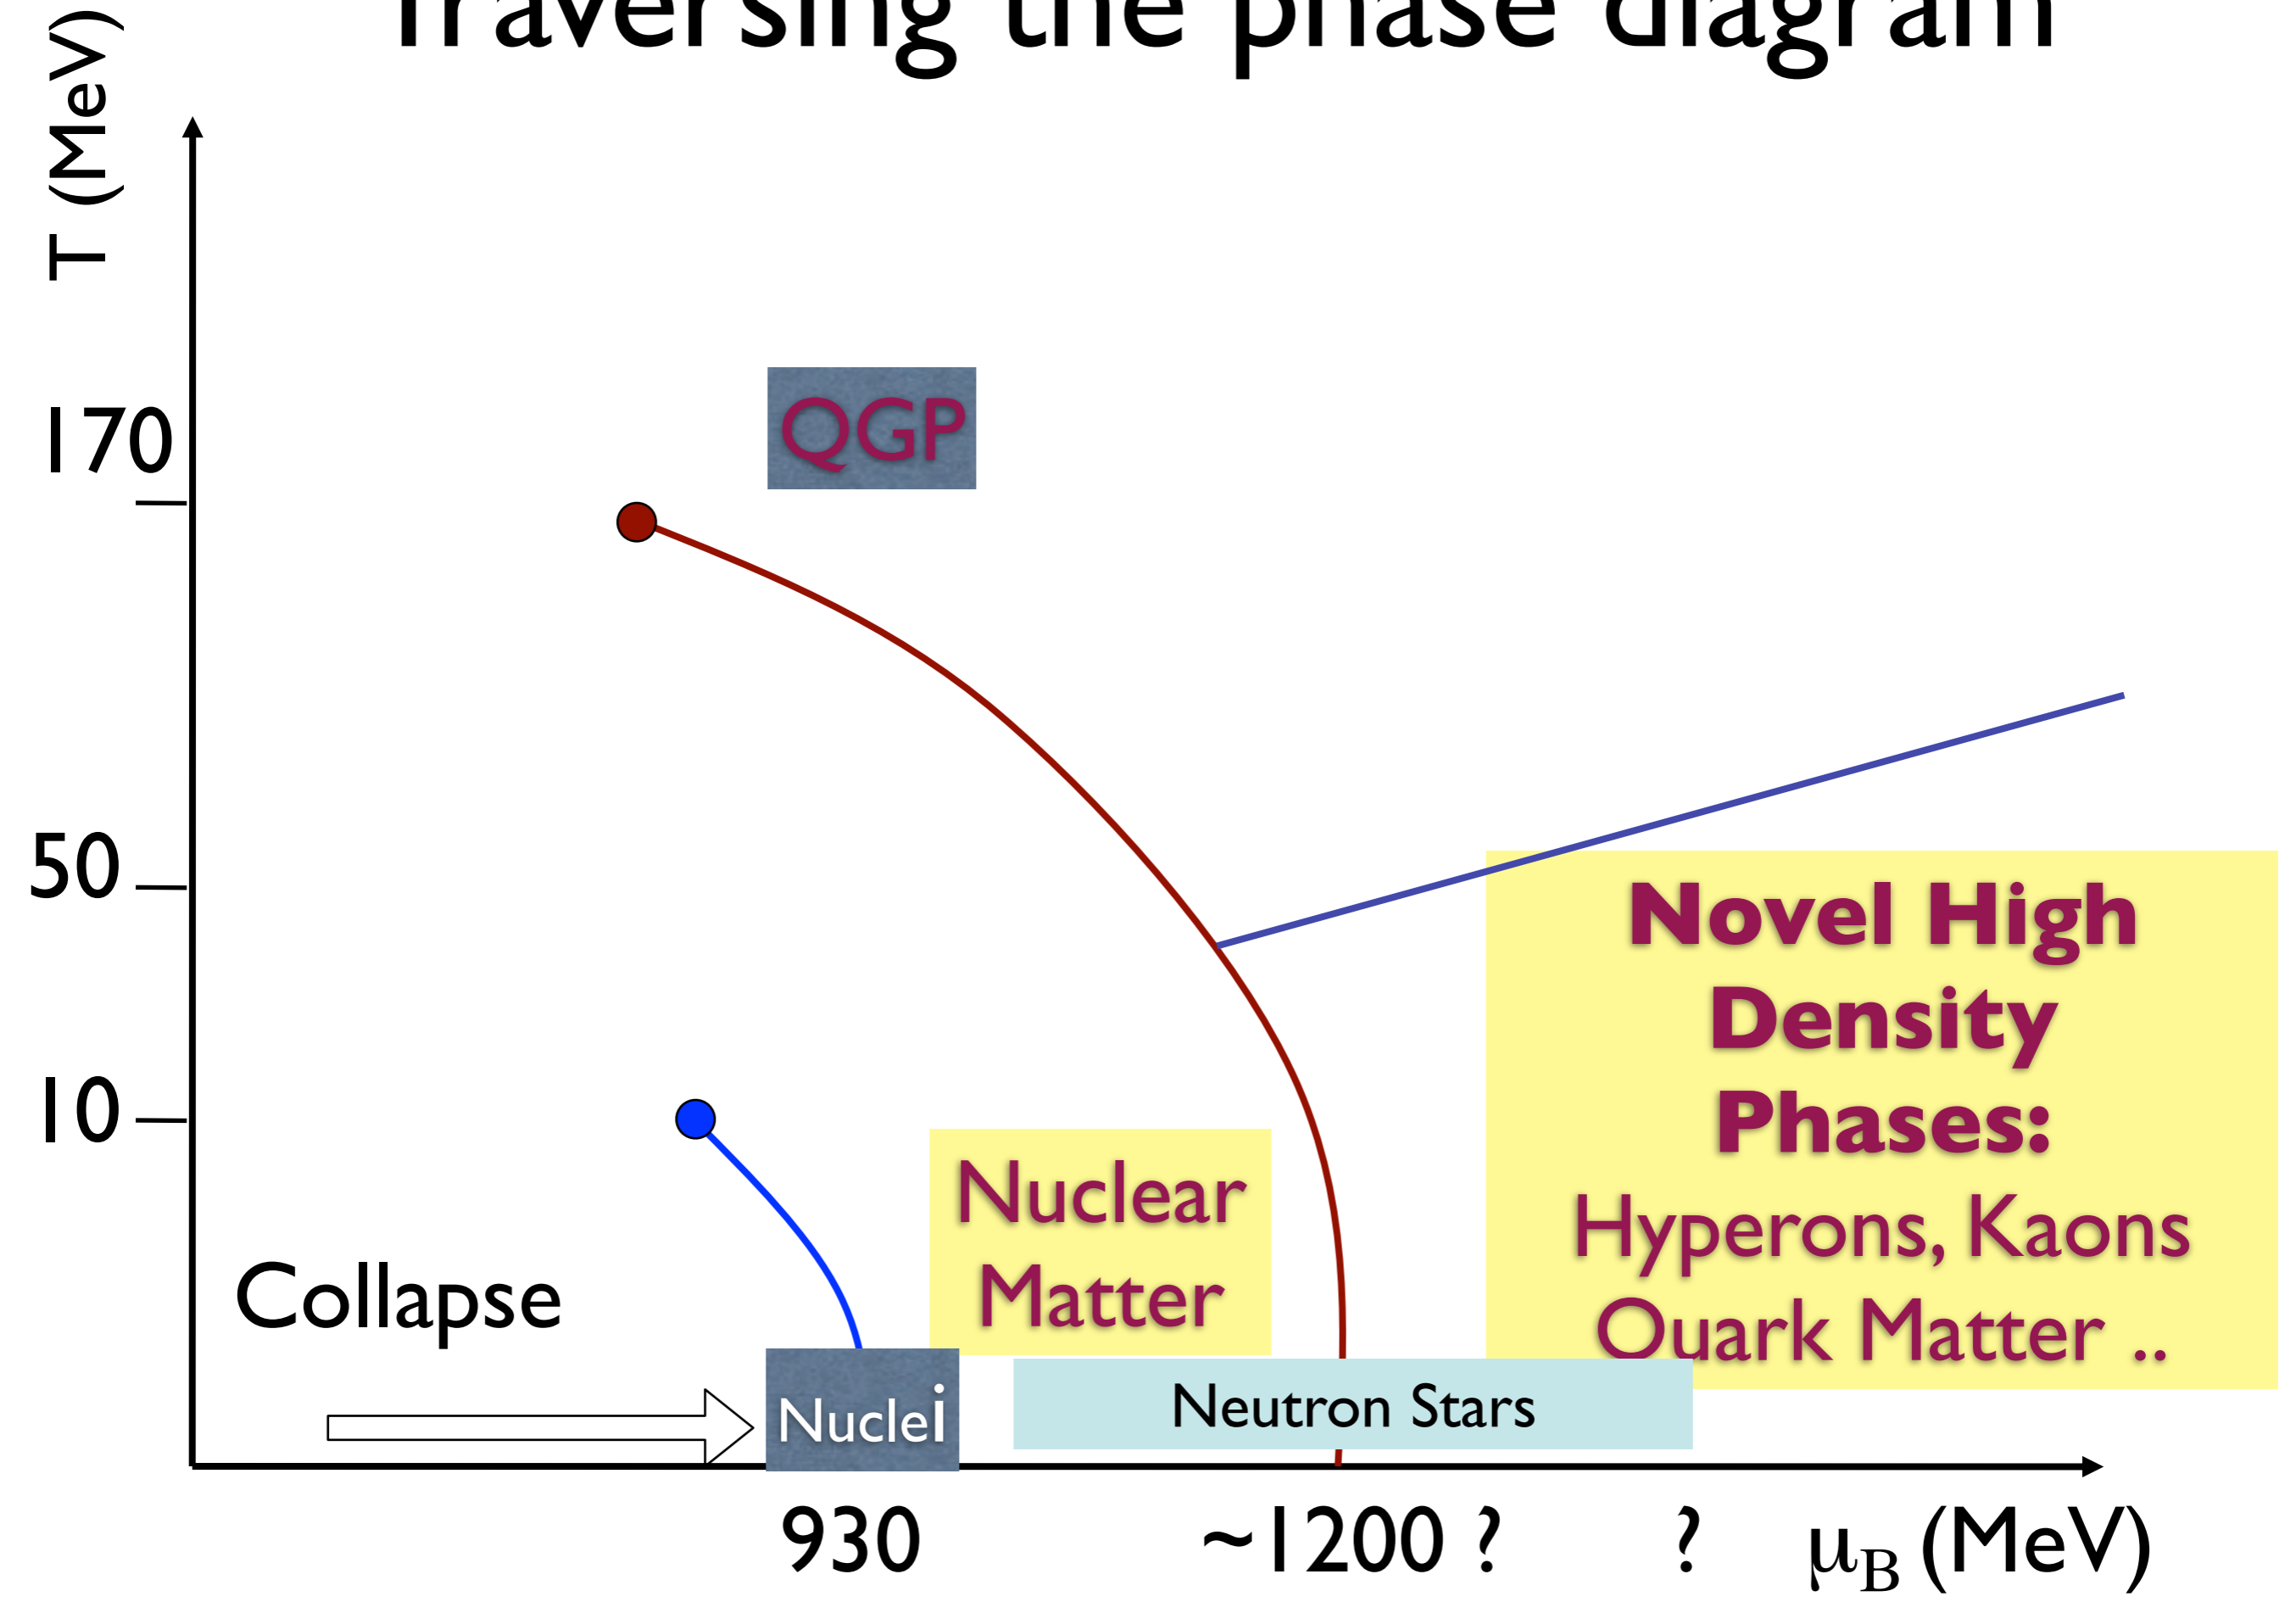 Traversing the phase diagram
T (MeV)
170
QGP
50
Novel High
Density
Phases:
Hyperons, Kaons
Quark Matter ..
10
Nuclear
Matter
Collapse
Nuclei
Neutron Stars
930
~1200 ?
?
μB (MeV)